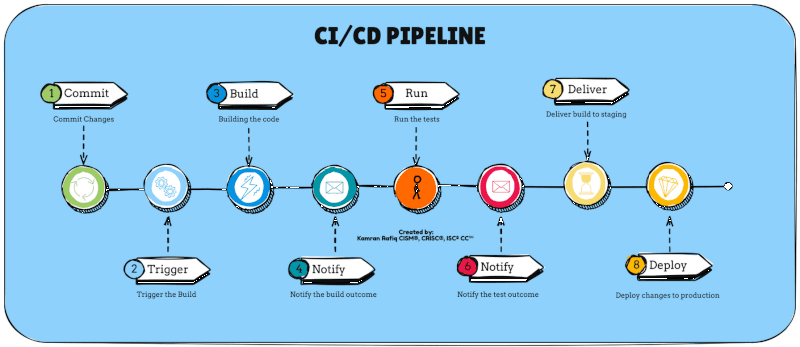 CI/CD PIPELINE
1 Commit
Commit Changes
3 Build
Building the code
5 Run
Run the tests
7 Deliver
Deliver build to staging
Created by:
Kamran Rafiq CISM®, CRISC®, ISC² CC℠
2 Trigger
Trigger the Build
4 Notify
Notify the build outcome
6 Notify
Notify the test outcome
8 Deploy
Deploy changes to production